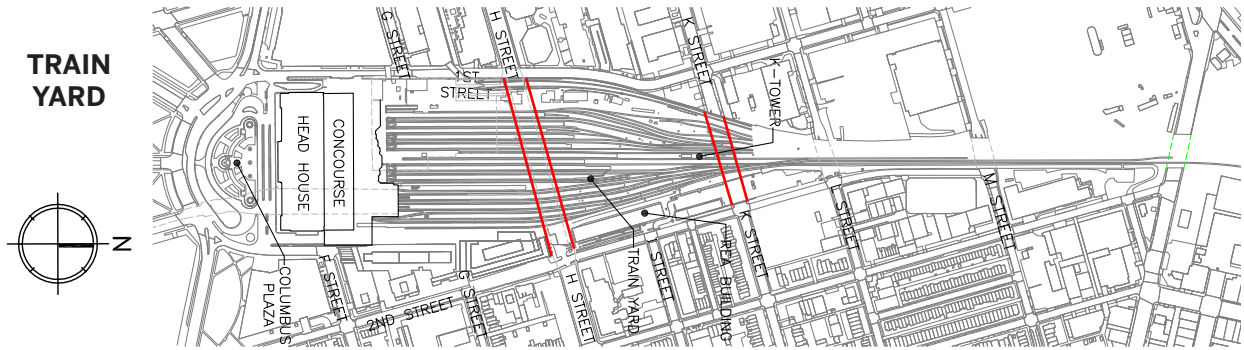 TRAIN
YARD
N
G STREET
H STREET
1ST
STREET
K STREET
K-TOWER
HEAD HOUSE
CONCOURSE
COLUMBUS
PLAZA
F STREET
2ND STREET
G STREET
H STREET
TRAIN YARD
I STREET
UREX BUILDING
K STREET
L STREET
M STREET